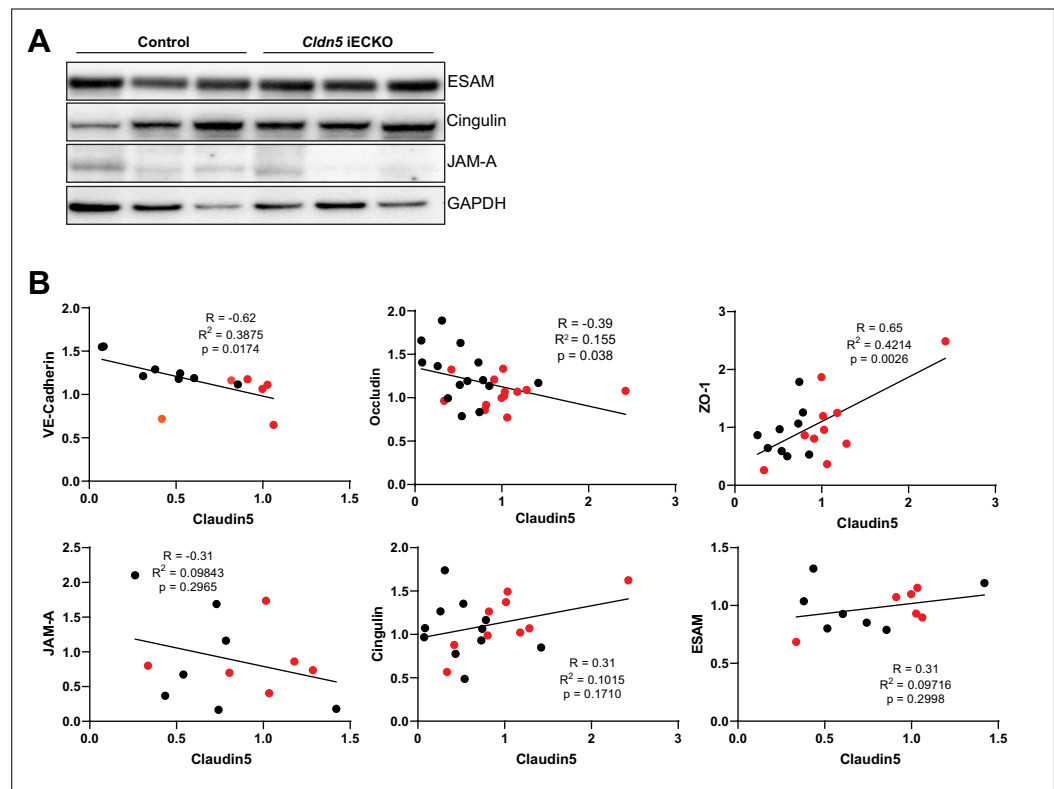 A
Control Cldn5 iECKO
ESAM
Cingulin
JAM-A
GAPDH
B
VE-Cadherin
2.0
1.5
1.0
0.5
0.0
R = -0.62
R² = 0.3875
p = 0.0174
0.0 0.5 1.0 1.5
Claudin5
Occludin
2.0
1.5
1.0
0.5
0.0
R = -0.39
R² = 0.155
p = 0.038
0 1 2 3
Claudin5
ZO-1
3
2
1
0
R = 0.65
R² = 0.4214
p = 0.0026
0 1 2 3
Claudin5
JAM-A
2.5
2.0
1.5
1.0
0.5
0.0
R = -0.31
R² = 0.09843
p = 0.2965
0.0 0.5 1.0 1.5
Claudin5
Cingulin
2.0
1.5
1.0
0.5
0.0
R = 0.31
R² = 0.1015
p = 0.1710
0 1 2 3
Claudin5
ESAM
1.5
1.0
0.5
0.0
R = 0.31
R² = 0.09716
p = 0.2998
0.0 0.5 1.0 1.5
Claudin5